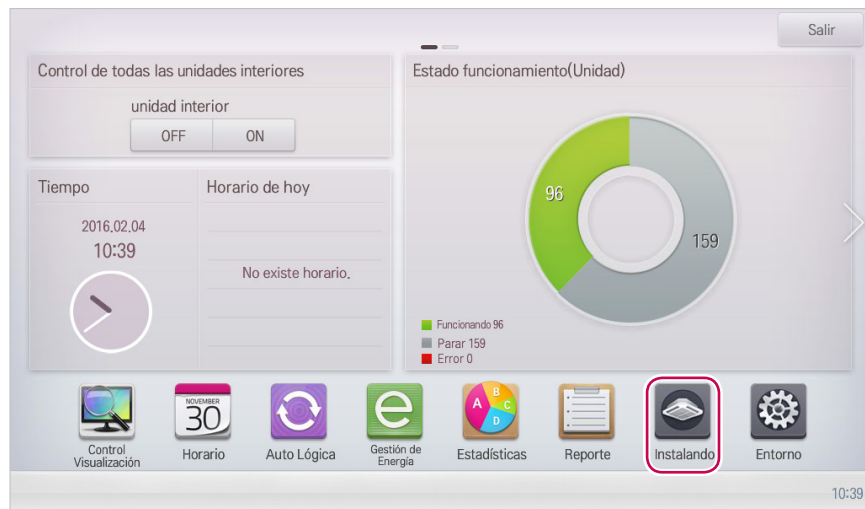 Salir
Control de todas las unidades interiores
unidad interior
OFF ON
Tiempo
2016.02.04
10:39
Horario de hoy
No existe horario.
Estado funcionamiento(Unidad)
96
159
Funcionando 96
Parar 159
Error 0
Control
Visualización
NOVEMBER
30
Horario
Auto Lógica
e
Gestión de
Energía
A B C D
Estadísticas
Reporte
Instalando
Entorno
10:39